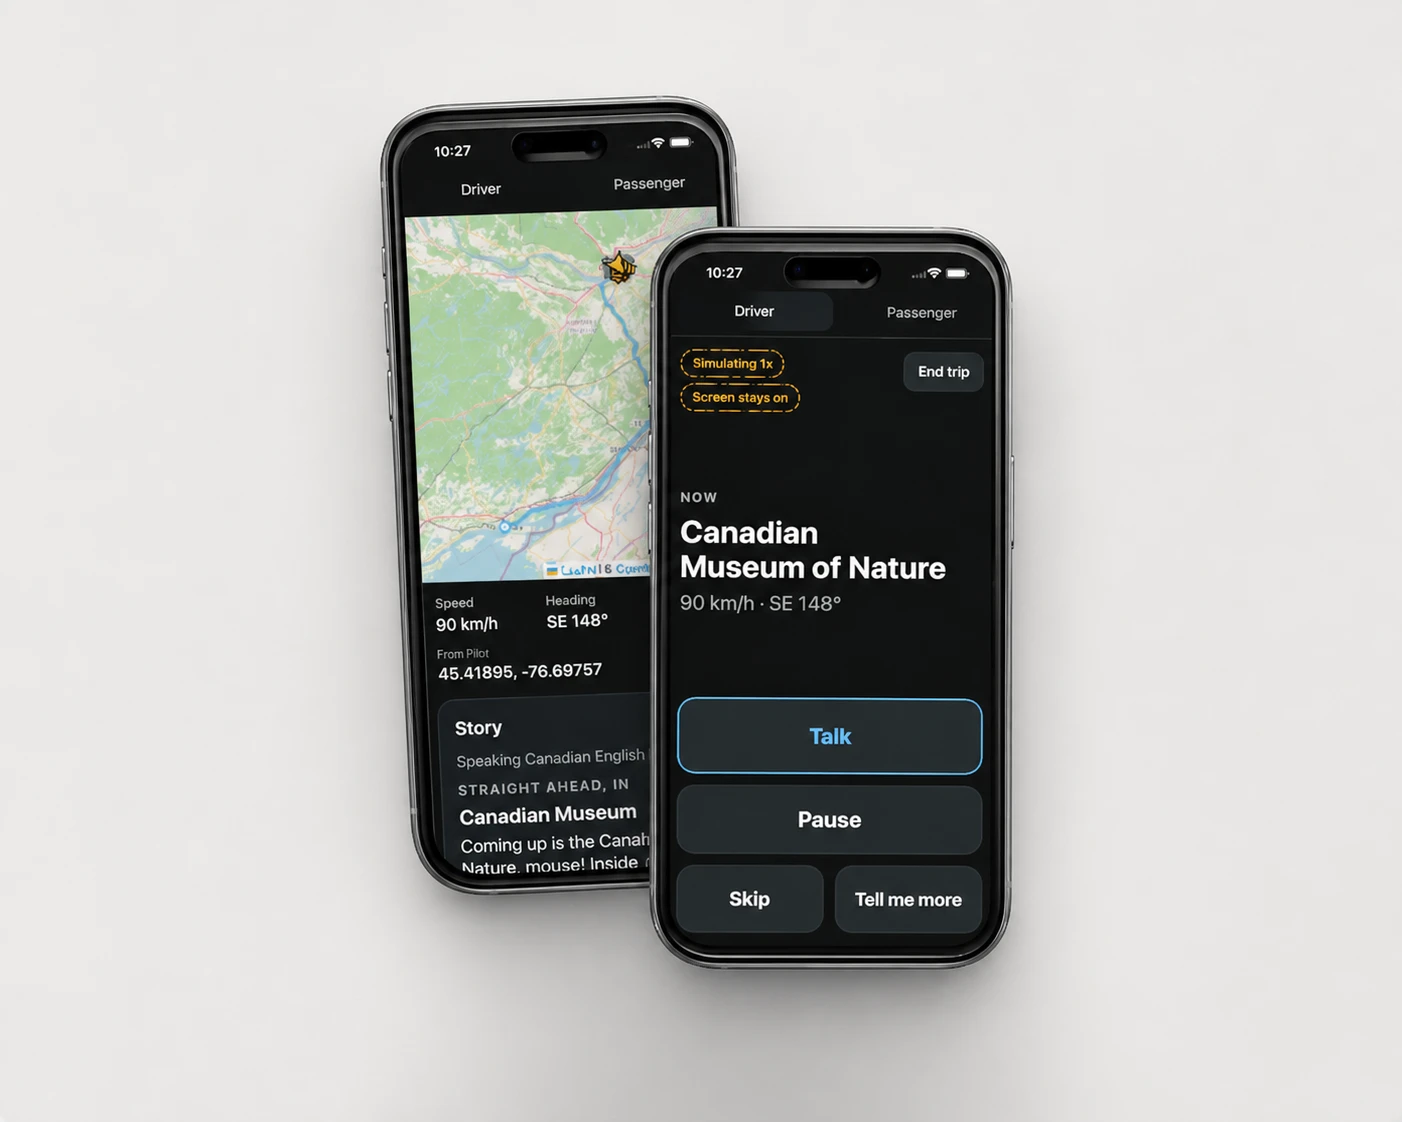 10:27
Driver
Passenger
Speed
90 km/h
Heading
SE 148°
From Pilot
45.41895, -76.69757
Story
Speaking Canadian English
STRAIGHT AHEAD, IN
Canadian Museum
Coming up is the Canah
Nature, mouse! Inside
10:27
Driver
Passenger
Simulating 1x
Screen stays on
End trip
NOW
Canadian
Museum of Nature
90 km/h · SE 148°
Talk
Pause
Skip
Tell me more